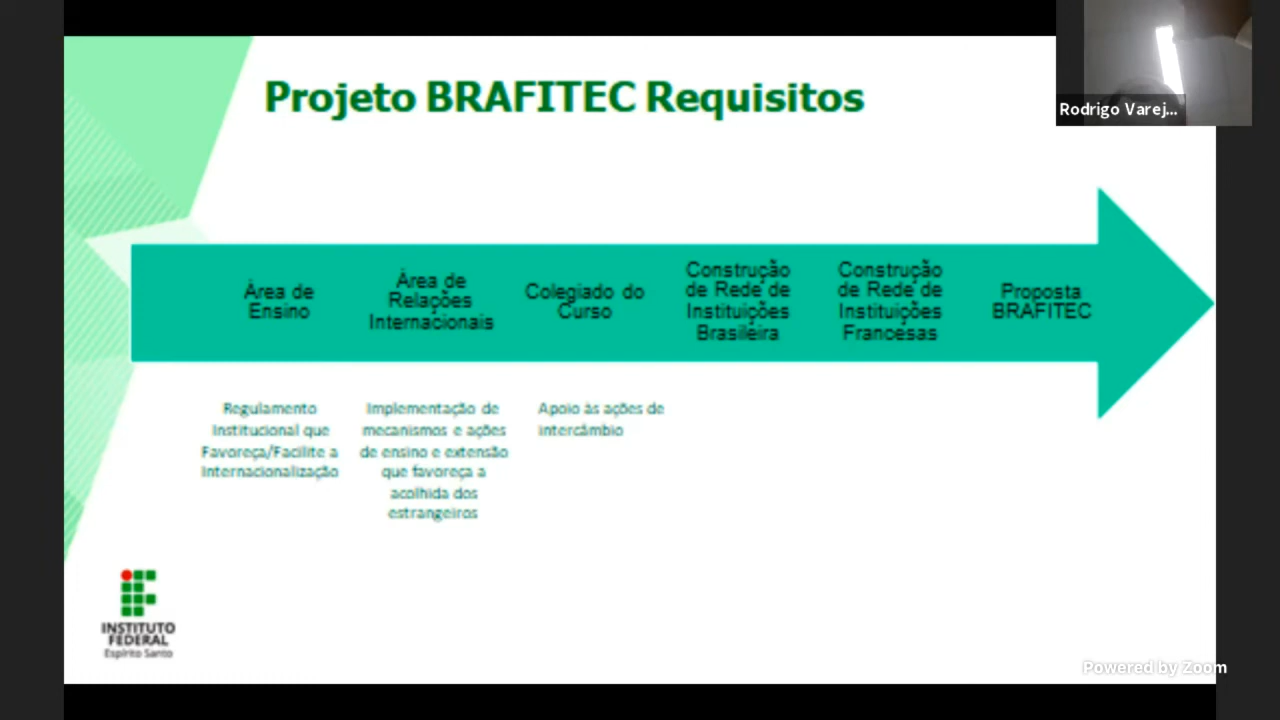 Projeto BRAFITEC Requisitos
Rodrigo Varej...
Área de
Ensino
Área de
Relações
Internacionais
Colegiado do
Curso
Construção
de Rede de
Instituições
Brasileira
Construção
de Rede de
Instituições
Francesas
Proposta
BRAFITEC
Regulamento
Institucional que
Favoreça/Facilite a
Internacionalização
Implementação de
mecanismos e ações
de ensino e extensão
que favoreça a
acolhida dos
estrangeiros
Apoio às ações de
intercâmbio
INSTITUTO
FEDERAL
Espírito Santo
Powered by Zoom